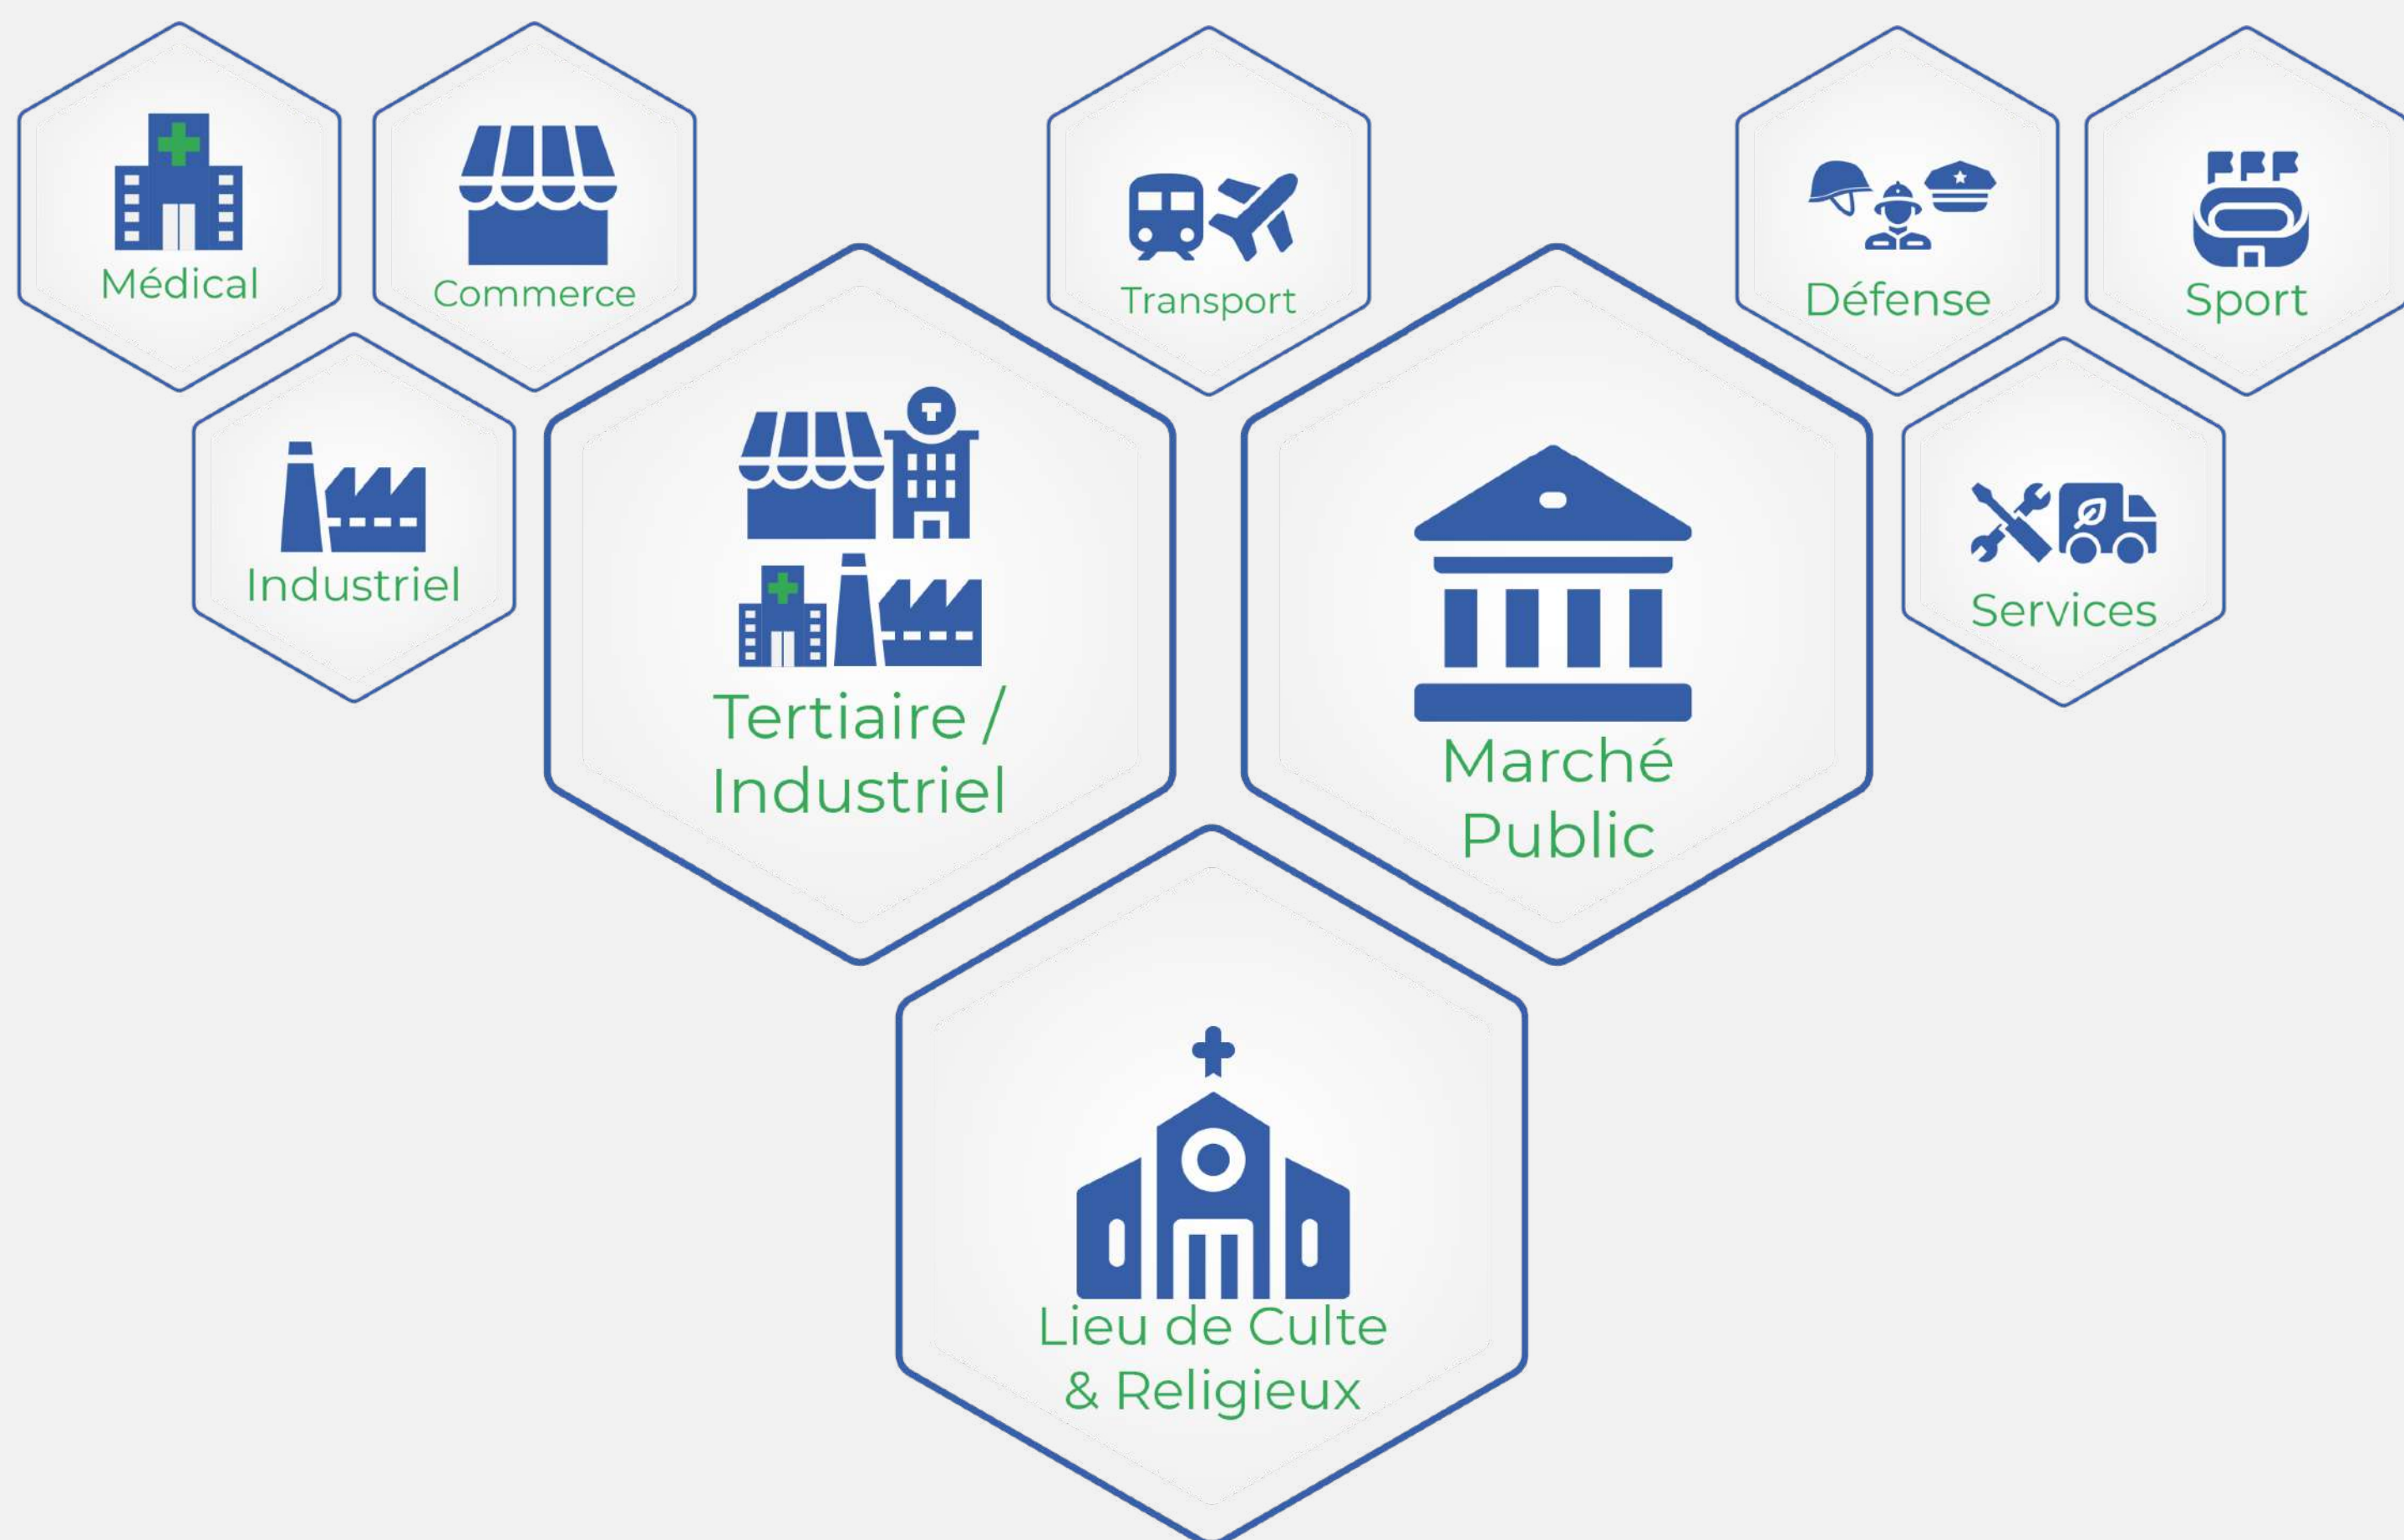 Médical
Commerce
Transport
Défense
Sport
Industriel
Services
Tertiaire /
Industriel
Marché
Public
Lieu de Culte
& Religieux